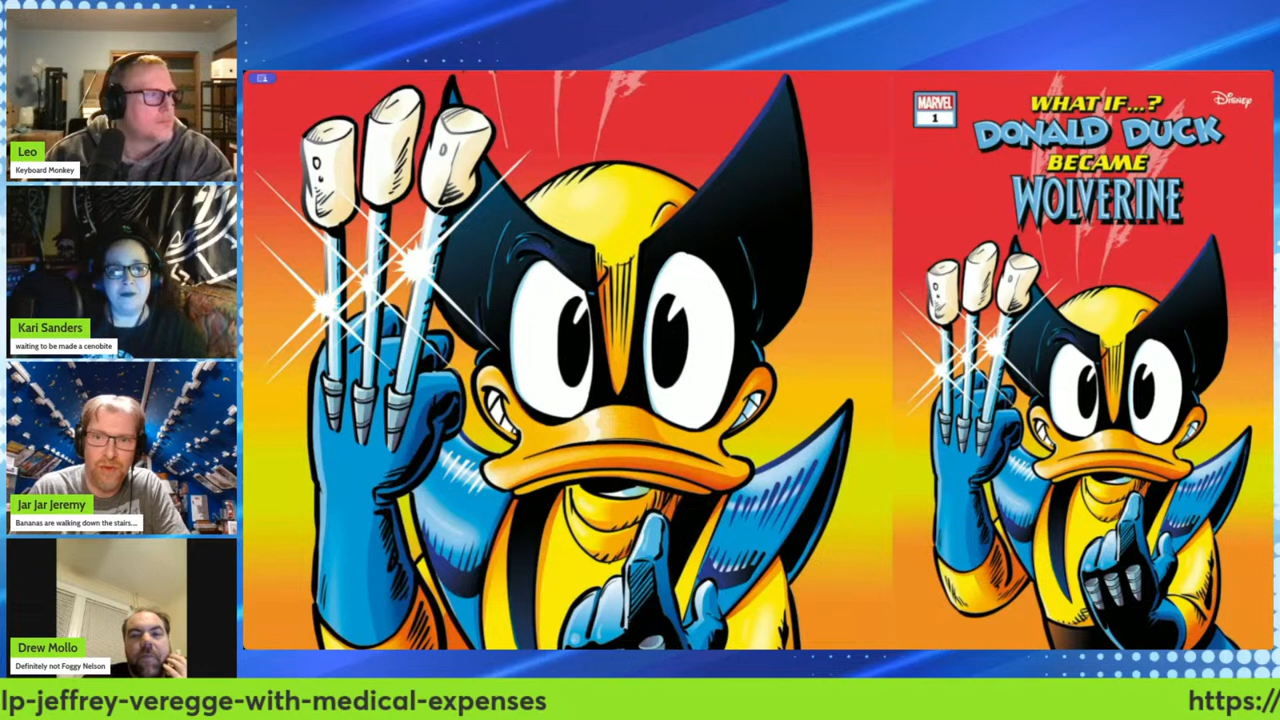 Leo
Keyboard Monkey
Kari Sanders
waiting to be made a cenobite
Jar Jar Jeremy
Bananas are walking down the stairs....
Drew Mollo
Definitely not Foggy Nelson
1
MARVEL
1
WHAT IF...?
Disney
DONALD DUCK
BECAME
WOLVERINE
lp-jeffrey-veregge-with-medical-expenses
https://